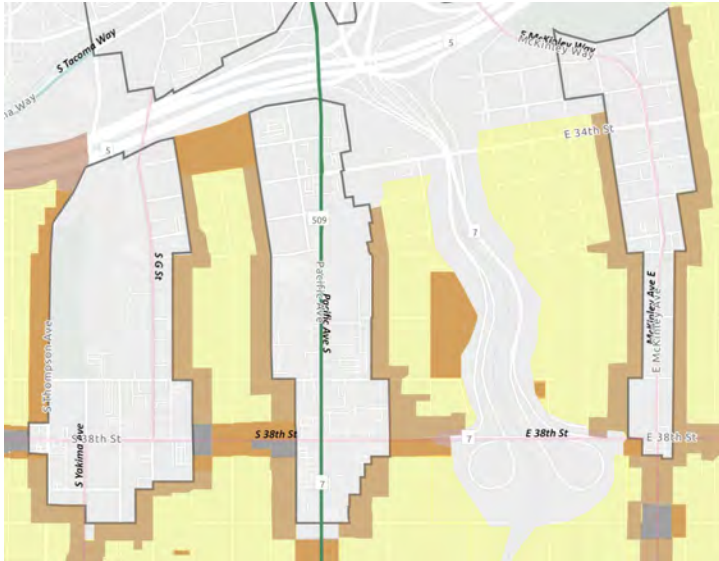 S McKinley Way
McKinley Way
5
S Tacoma Way
ma Way
E 34th St
5
7
509
S G St
Pacific Ave
Pacific Ave S
McKinley Ave E
E McKinley Ave
S Thompson Ave
S 38th St
S 38th St
7
E 38th St
E 38th St
S Yakima Ave
7